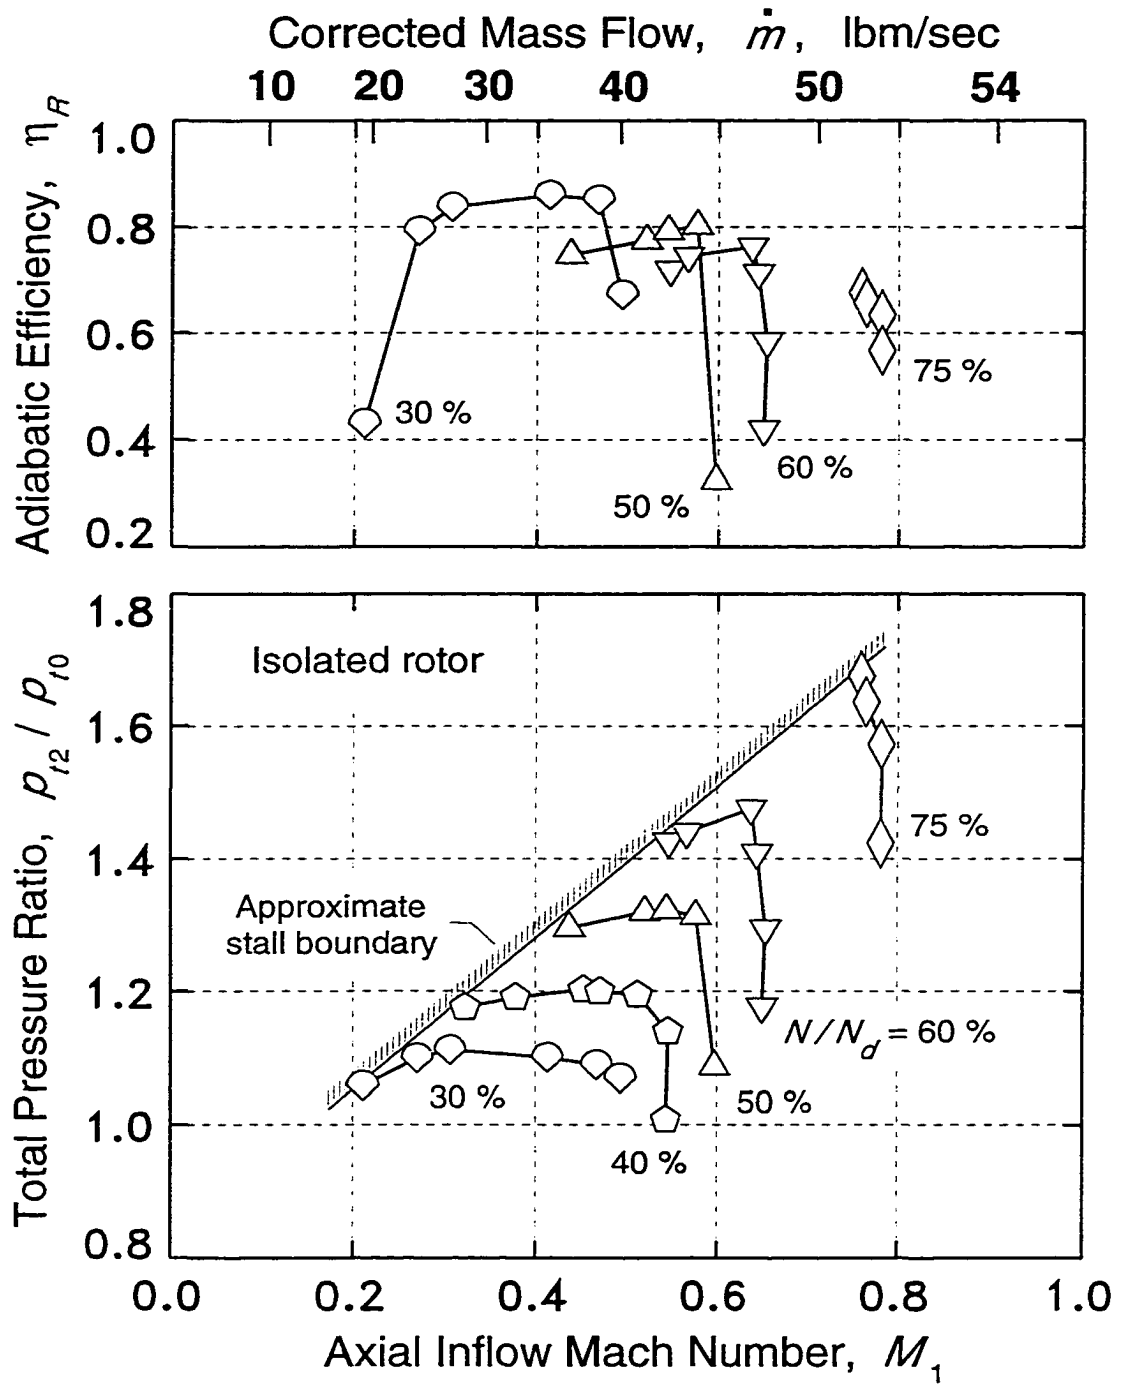 Corrected Mass Flow, ṁ, lbm/sec
10 20 30 40 50 54
Adiabatic Efficiency, η_R
1.0
0.8
0.6
0.4
0.2
30 %
50 %
60 %
75 %
Total Pressure Ratio, p_t2 / p_t0
1.8
1.6
1.4
1.2
1.0
0.8
Isolated rotor
Approximate
stall boundary
75 %
N/N_d = 60 %
50 %
30 %
40 %
0.0 0.2 0.4 0.6 0.8 1.0
Axial Inflow Mach Number, M_1